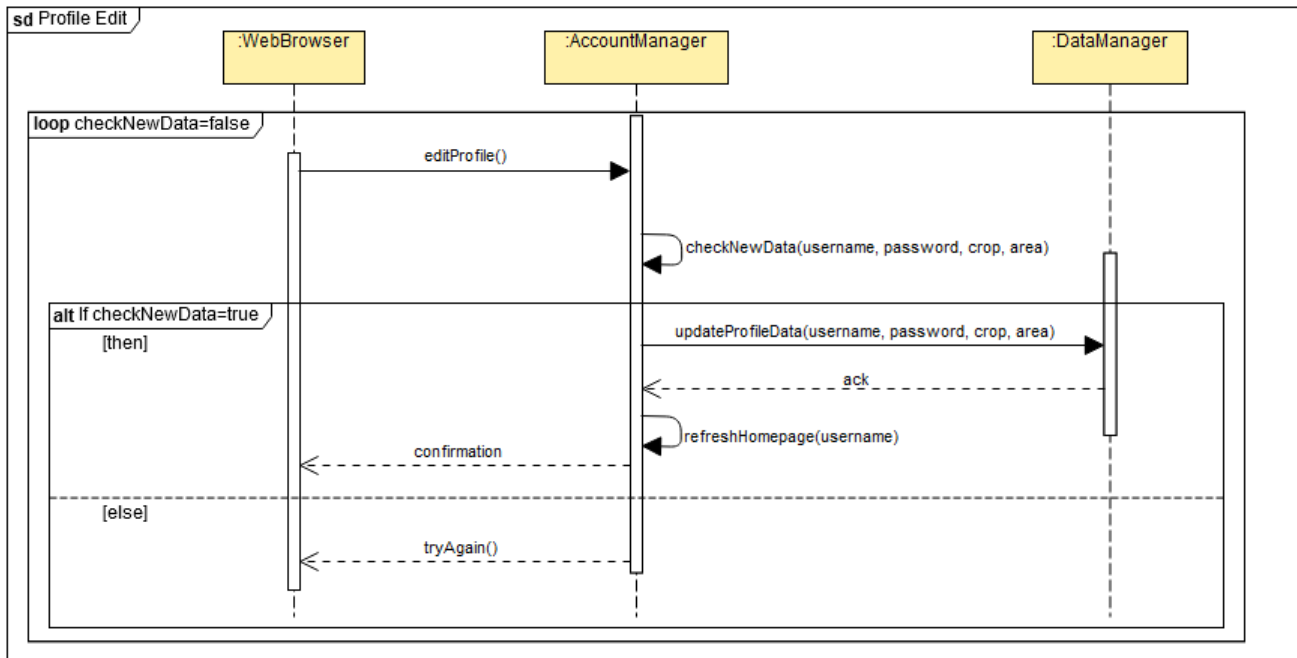 sd Profile Edit
:WebBrowser
:AccountManager
:DataManager
loop checkNewData=false
editProfile()
checkNewData(username, password, crop, area)
alt If checkNewData=true
[then]
updateProfileData(username, password, crop, area)
ack
refreshHomepage(username)
confirmation
[else]
tryAgain()